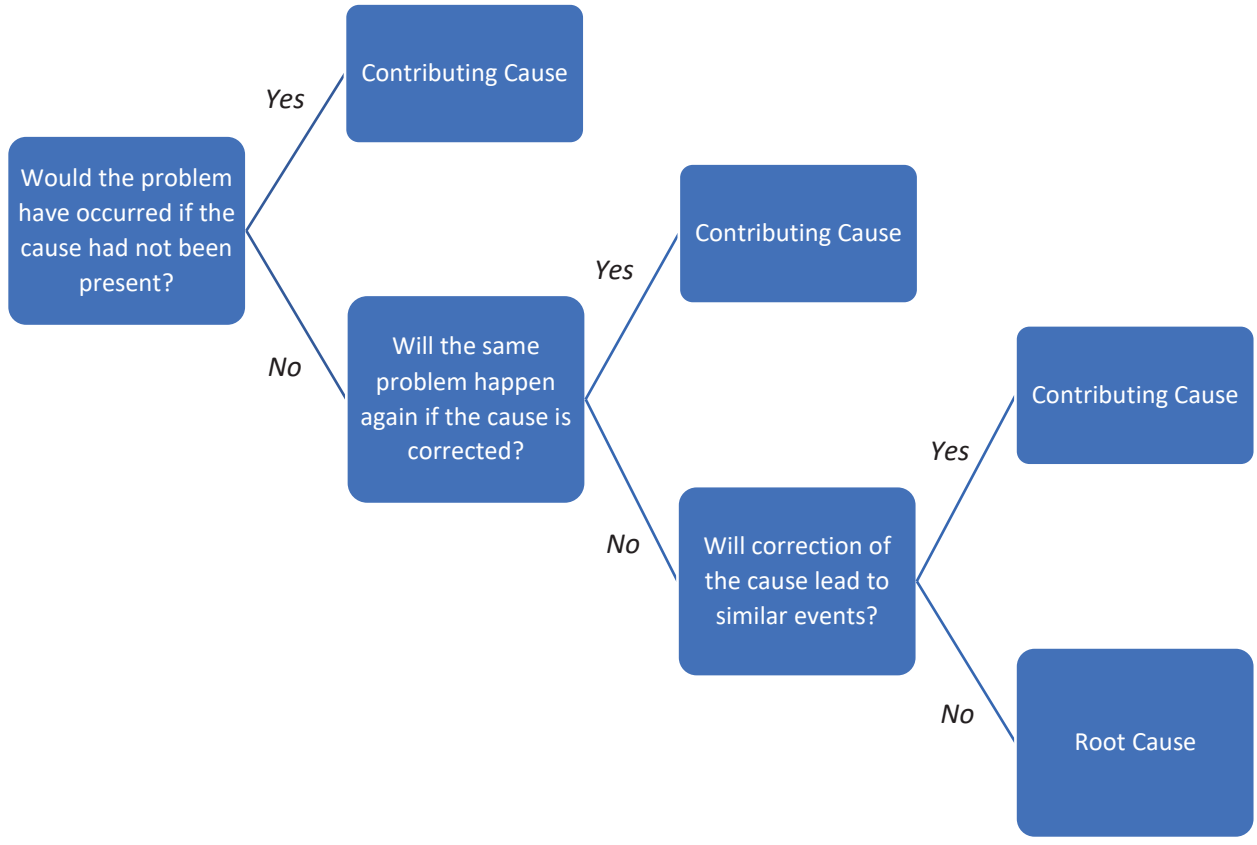 Contributing Cause
Yes
Would the problem
have occurred if the
cause had not been
present?
No
Will the same
problem happen
again if the cause is
corrected?
Yes
Contributing Cause
No
Will correction of
the cause lead to
similar events?
Yes
Contributing Cause
No
Root Cause